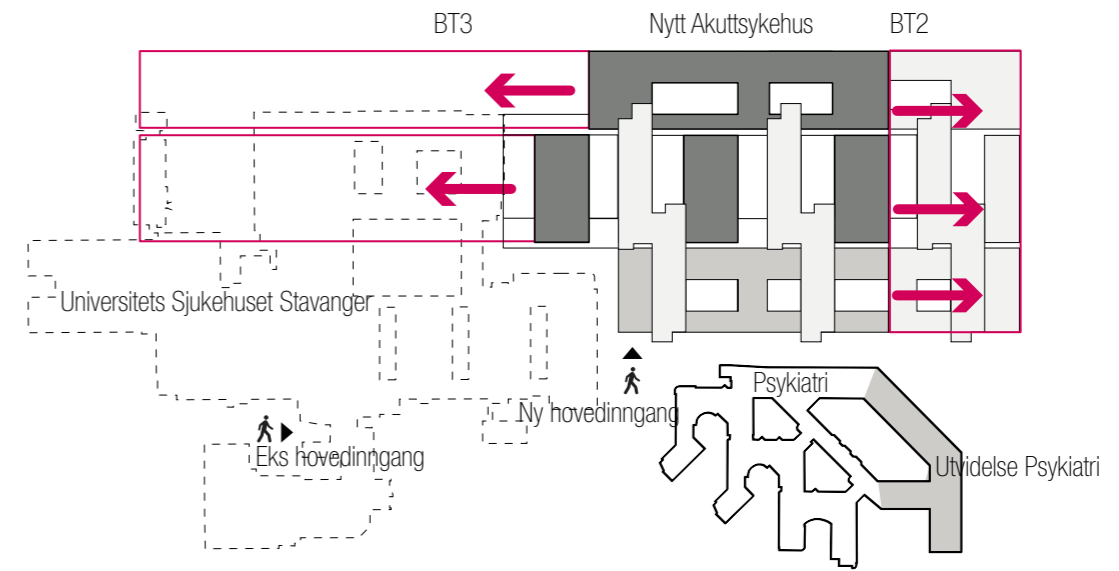 BT3
Nytt Akuttsykehus
BT2
Universitets Sjukehuset Stavanger
Psykiatri
Ny hovedinngang
Eks hovedinngang
Utvidelse Psykiatri